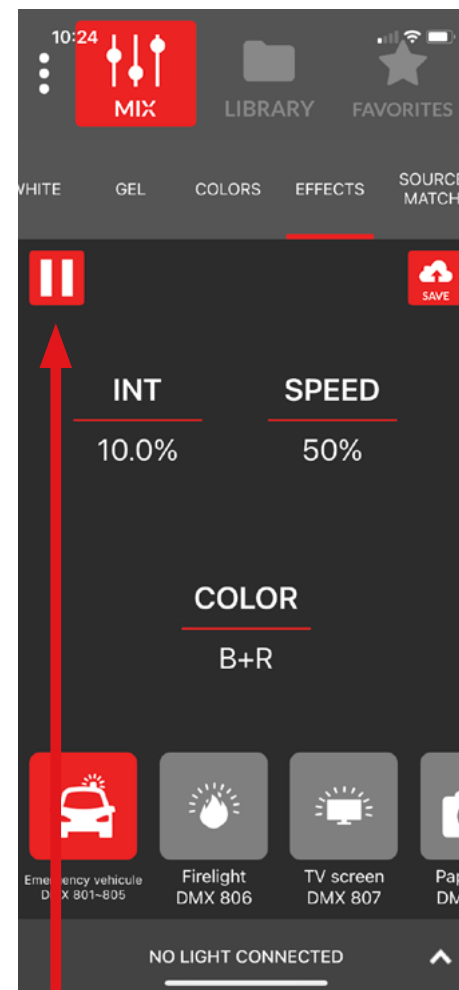 10:24
MIX
LIBRARY
FAVORITES
WHITE
GEL
COLORS
EFFECTS
SOURCE
MATCH
SAVE
INT
SPEED
10.0%
50%
COLOR
B+R
Emergency vehicule
DMX 801~805
Firelight
DMX 806
TV screen
DMX 807
NO LIGHT CONNECTED